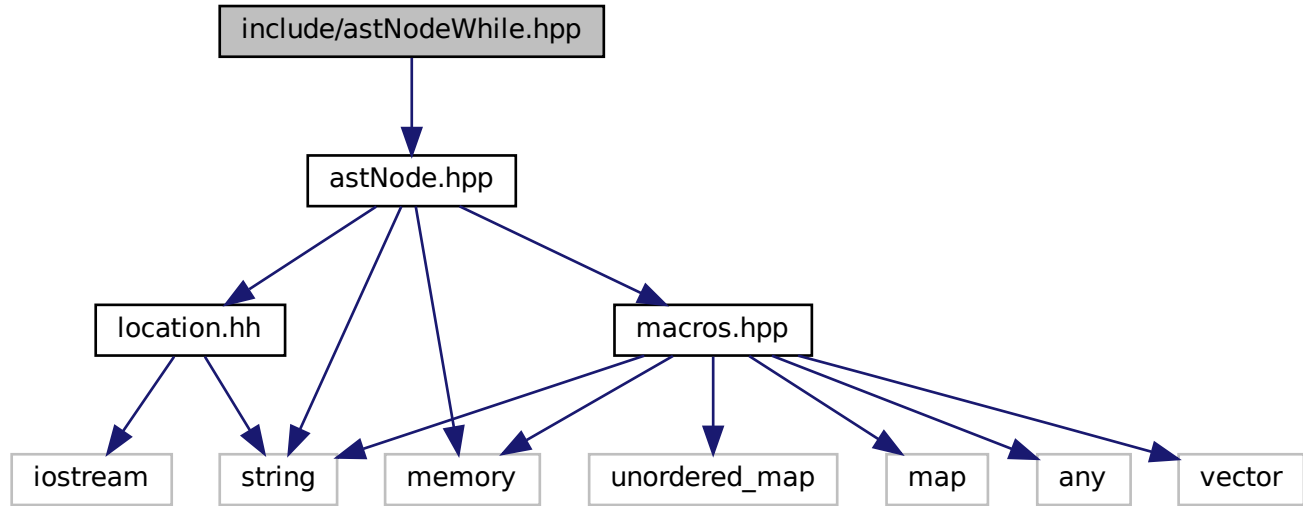 include/astNodeWhile.hpp
astNode.hpp
location.hh
macros.hpp
iostream
string
memory
unordered_map
map
any
vector